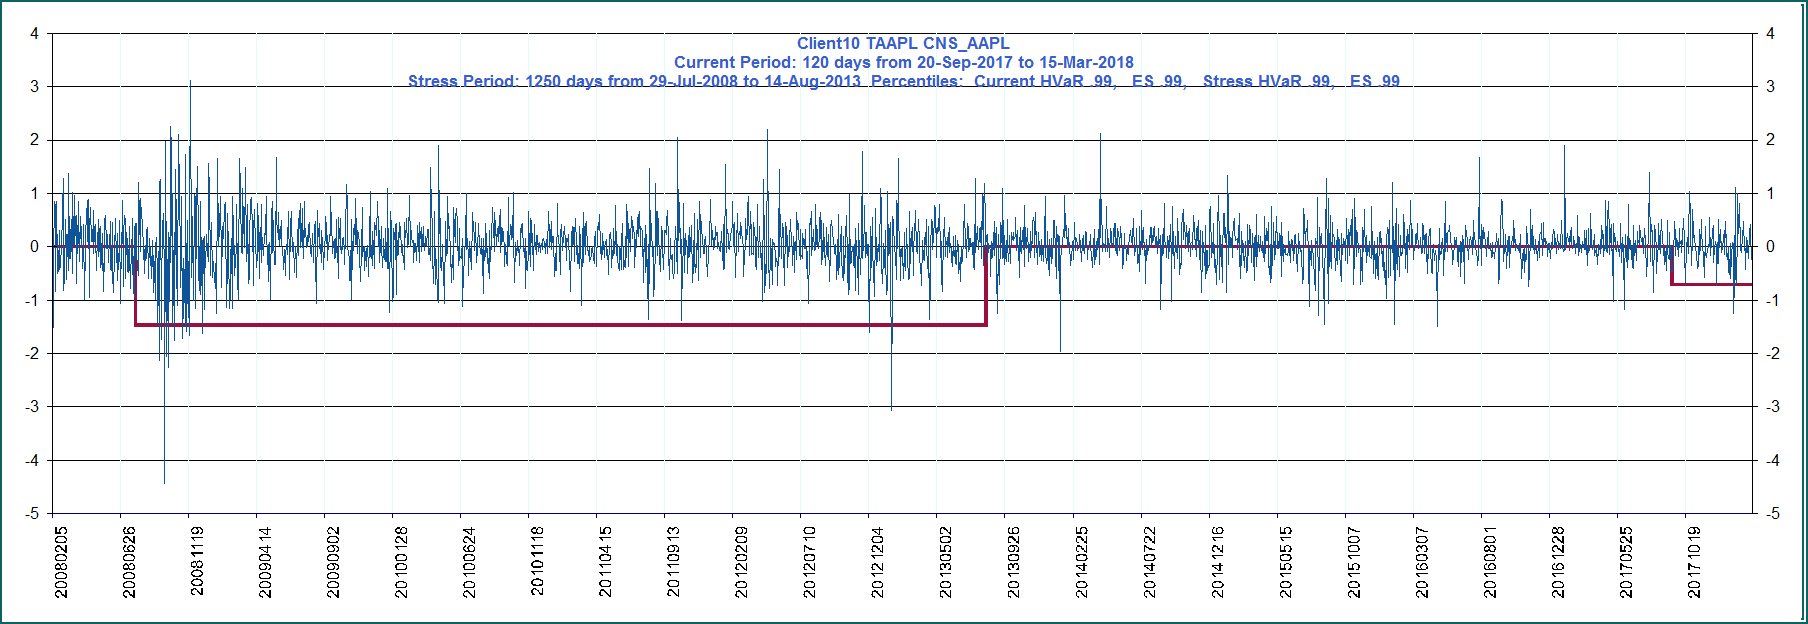 Client10 TAAPL CNS_AAPL
Current Period: 120 days from 20-Sep-2017 to 15-Mar-2018
Stress Period: 1250 days from 29-Jul-2008 to 14-Aug-2013 Percentiles: Current HVaR .99, ES .99, Stress HVaR .99, ES .99
4 4
3 3
2 2
1 1
0 0
-1 -1
-2 -2
-3 -3
-4 -4
-5 -5
20080205 20080626 20081119 20090414 20090902 20100128 20100624 20101118 20110415 20110913 20120209 20120710 20121204 20130502 20130926 20140225 20140722 20141216 20150515 20151007 20160307 20160801 20161228 20170525 20171019